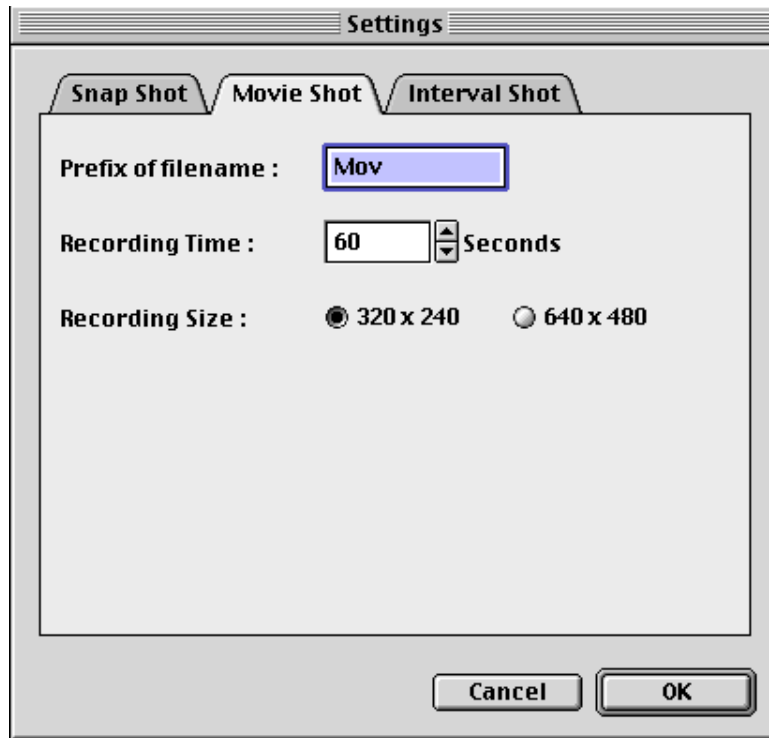 Settings
Snap Shot Movie Shot Interval Shot
Prefix of filename : Mov
Recording Time : 60 Seconds
Recording Size : 320 x 240 640 x 480
Cancel OK